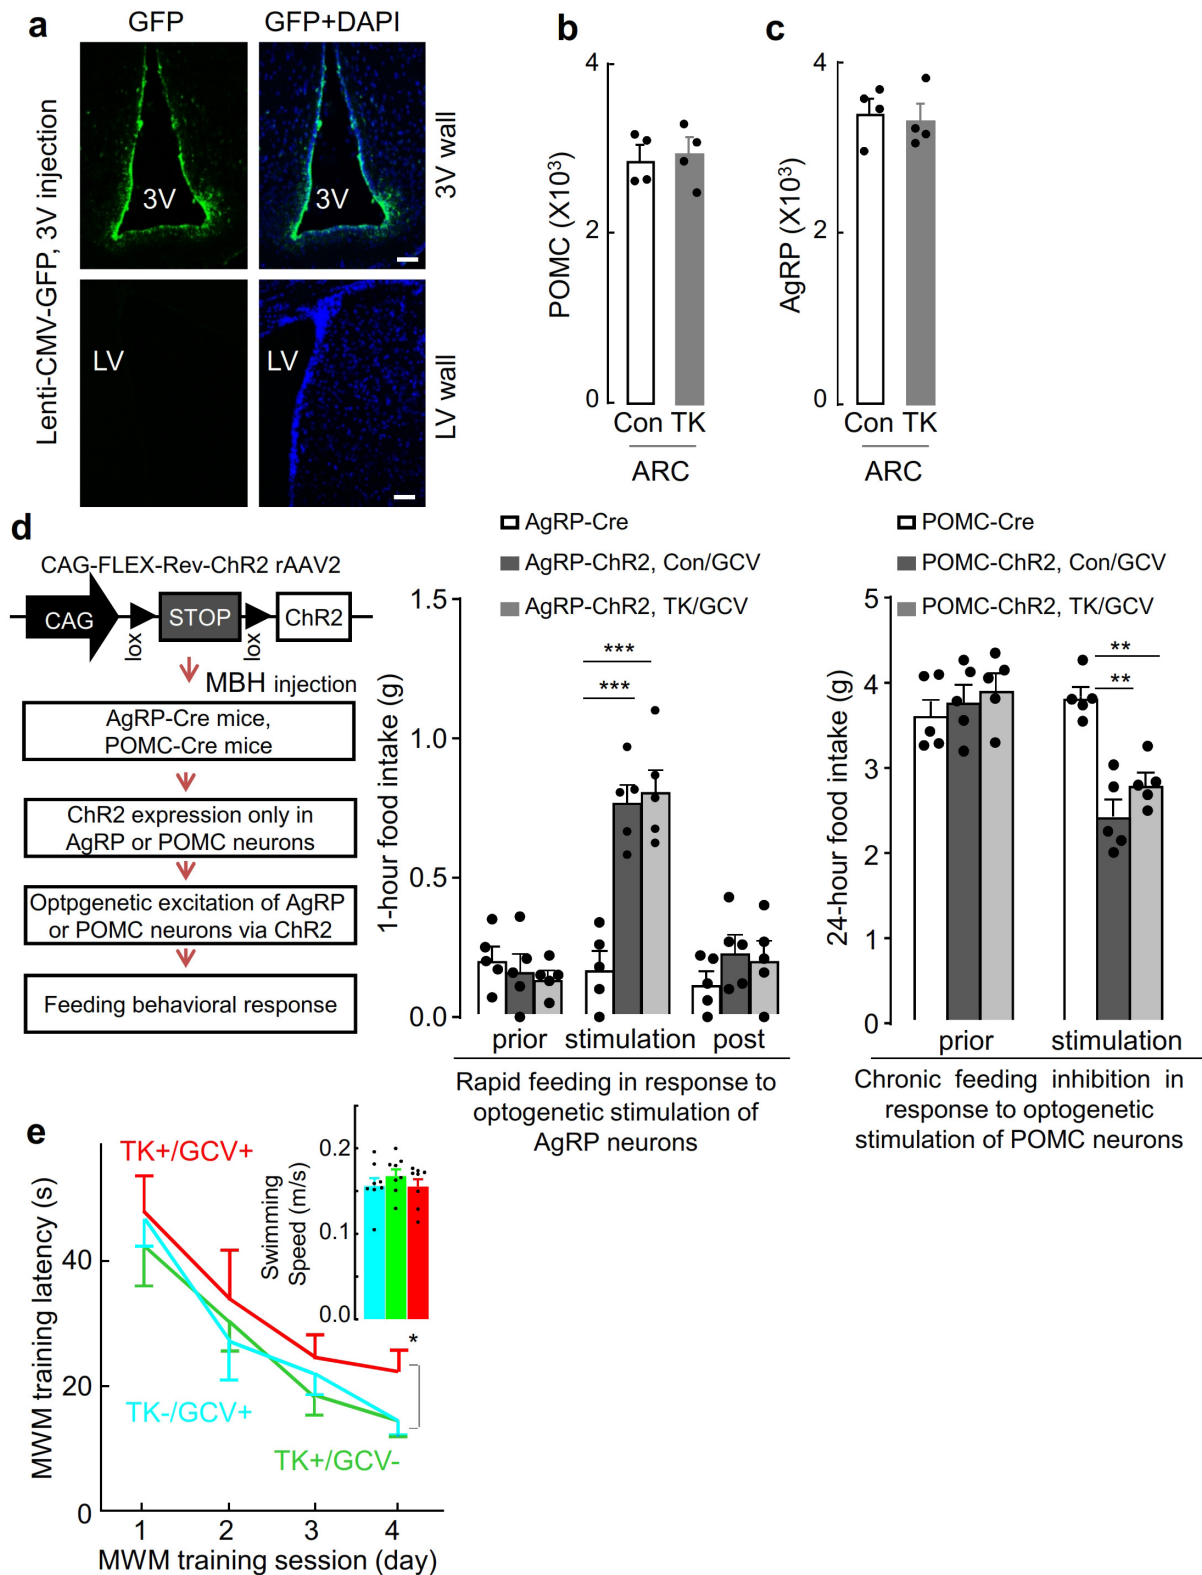 a
GFP
GFP+DAPI
Lenti-CMV-GFP, 3V injection
3V
3V wall
LV
LV
LV wall
b
POMC (X10³)
4
2
0
Con TK
ARC
c
AgRP (X10³)
4
2
0
Con TK
ARC
d
CAG-FLEX-Rev-ChR2 rAAV2
CAG
lox
STOP
lox
ChR2
MBH injection
AgRP-Cre mice,
POMC-Cre mice
ChR2 expression only in
AgRP or POMC neurons
Optpgenetic excitation of AgRP
or POMC neurons via ChR2
Feeding behavioral response
AgRP-Cre
AgRP-ChR2, Con/GCV
AgRP-ChR2, TK/GCV
1-hour food intake (g)
1.5
1.0
0.5
0.0
***
***
prior
stimulation
post
Rapid feeding in response to
optogenetic stimulation of
AgRP neurons
POMC-Cre
POMC-ChR2, Con/GCV
POMC-ChR2, TK/GCV
24-hour food intake (g)
5
4
3
2
1
0
**
**
prior
stimulation
Chronic feeding inhibition in
response to optogenetic
stimulation of POMC neurons
e
TK+/GCV+
TK-/GCV+
TK+/GCV-
MWM training latency (s)
40
20
0
1
2
3
4
MWM training session (day)
*
Swimming
Speed (m/s)
0.2
0.1
0.0